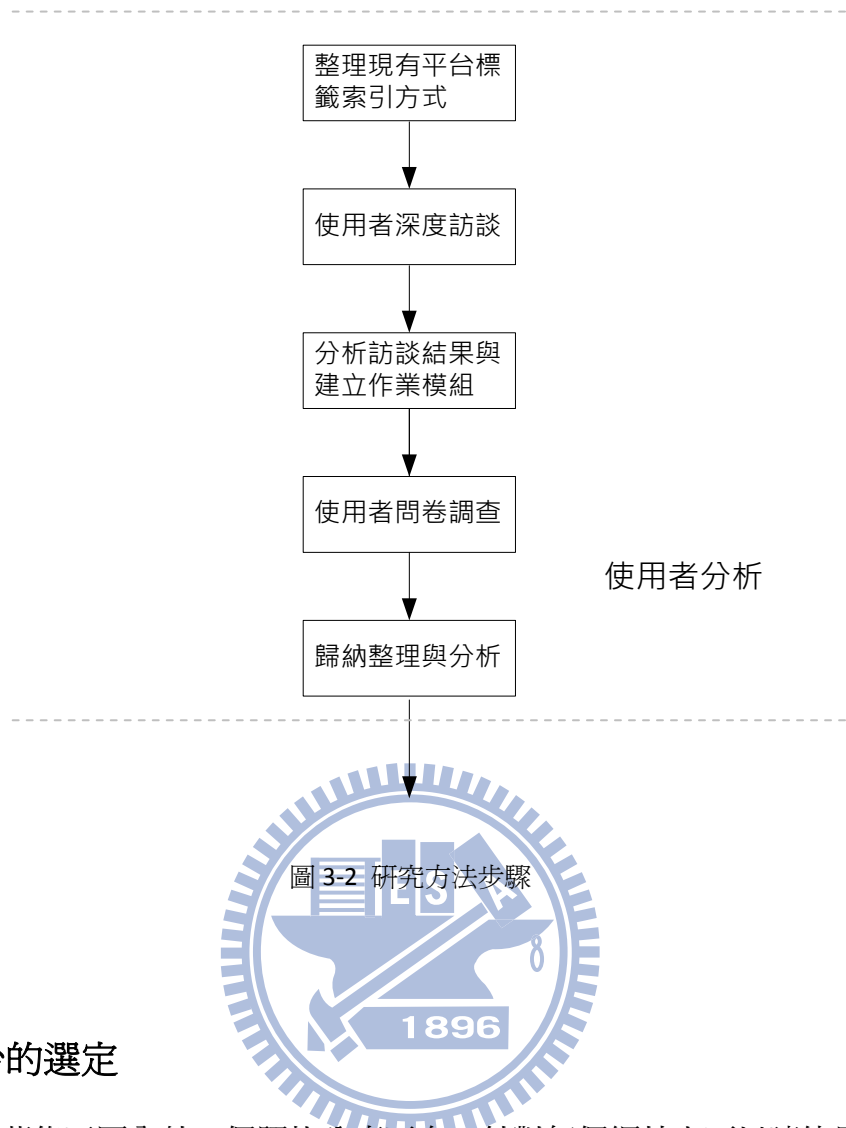 整理現有平台標
籤索引方式
使用者深度訪談
分析訪談結果與
建立作業模組
使用者問卷調查
使用者分析
歸納整理與分析
圖 3-2 研究方法步驟
ES
1896
的選定